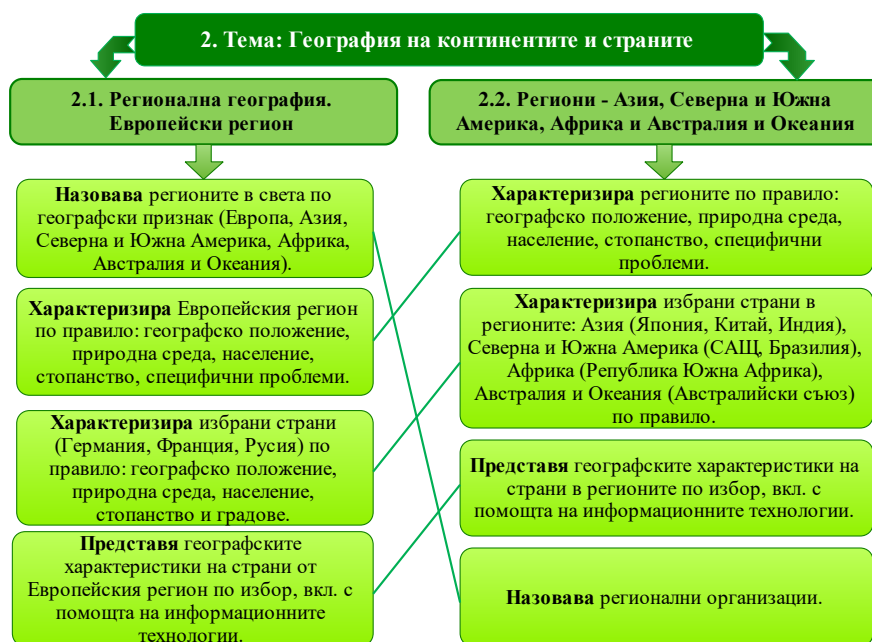 2. Тема: География на континентите и страните
2.1. Регионална география.
Европейски регион
2.2. Региони - Азия, Северна и Южна
Америка, Африка и Австралия и Океания
Назовава регионите в света по
географски признак (Европа, Азия,
Северна и Южна Америка, Африка,
Австралия и Океания).
Характеризира Европейския регион
по правило: географско положение,
природна среда, население,
стопанство, специфични проблеми.
Характеризира избрани страни
(Германия, Франция, Русия) по
правило: географско положение,
природна среда, население,
стопанство и градове.
Представя географските
характеристики на страни от
Европейския регион по избор, вкл. с
помощта на информационните
технологии.
Характеризира регионите по правило:
географско положение, природна
среда, население, стопанство, специфични
проблеми.
Характеризира избрани страни в
регионите: Азия (Япония, Китай, Индия),
Северна и Южна Америка (САЩ, Бразилия),
Африка (Република Южна Африка),
Австралия и Океания (Австралийски съюз)
по правило.
Представя географските характеристики на
страни в регионите по избор, вкл. с
помощта на информационните технологии.
Назовава регионални организации.